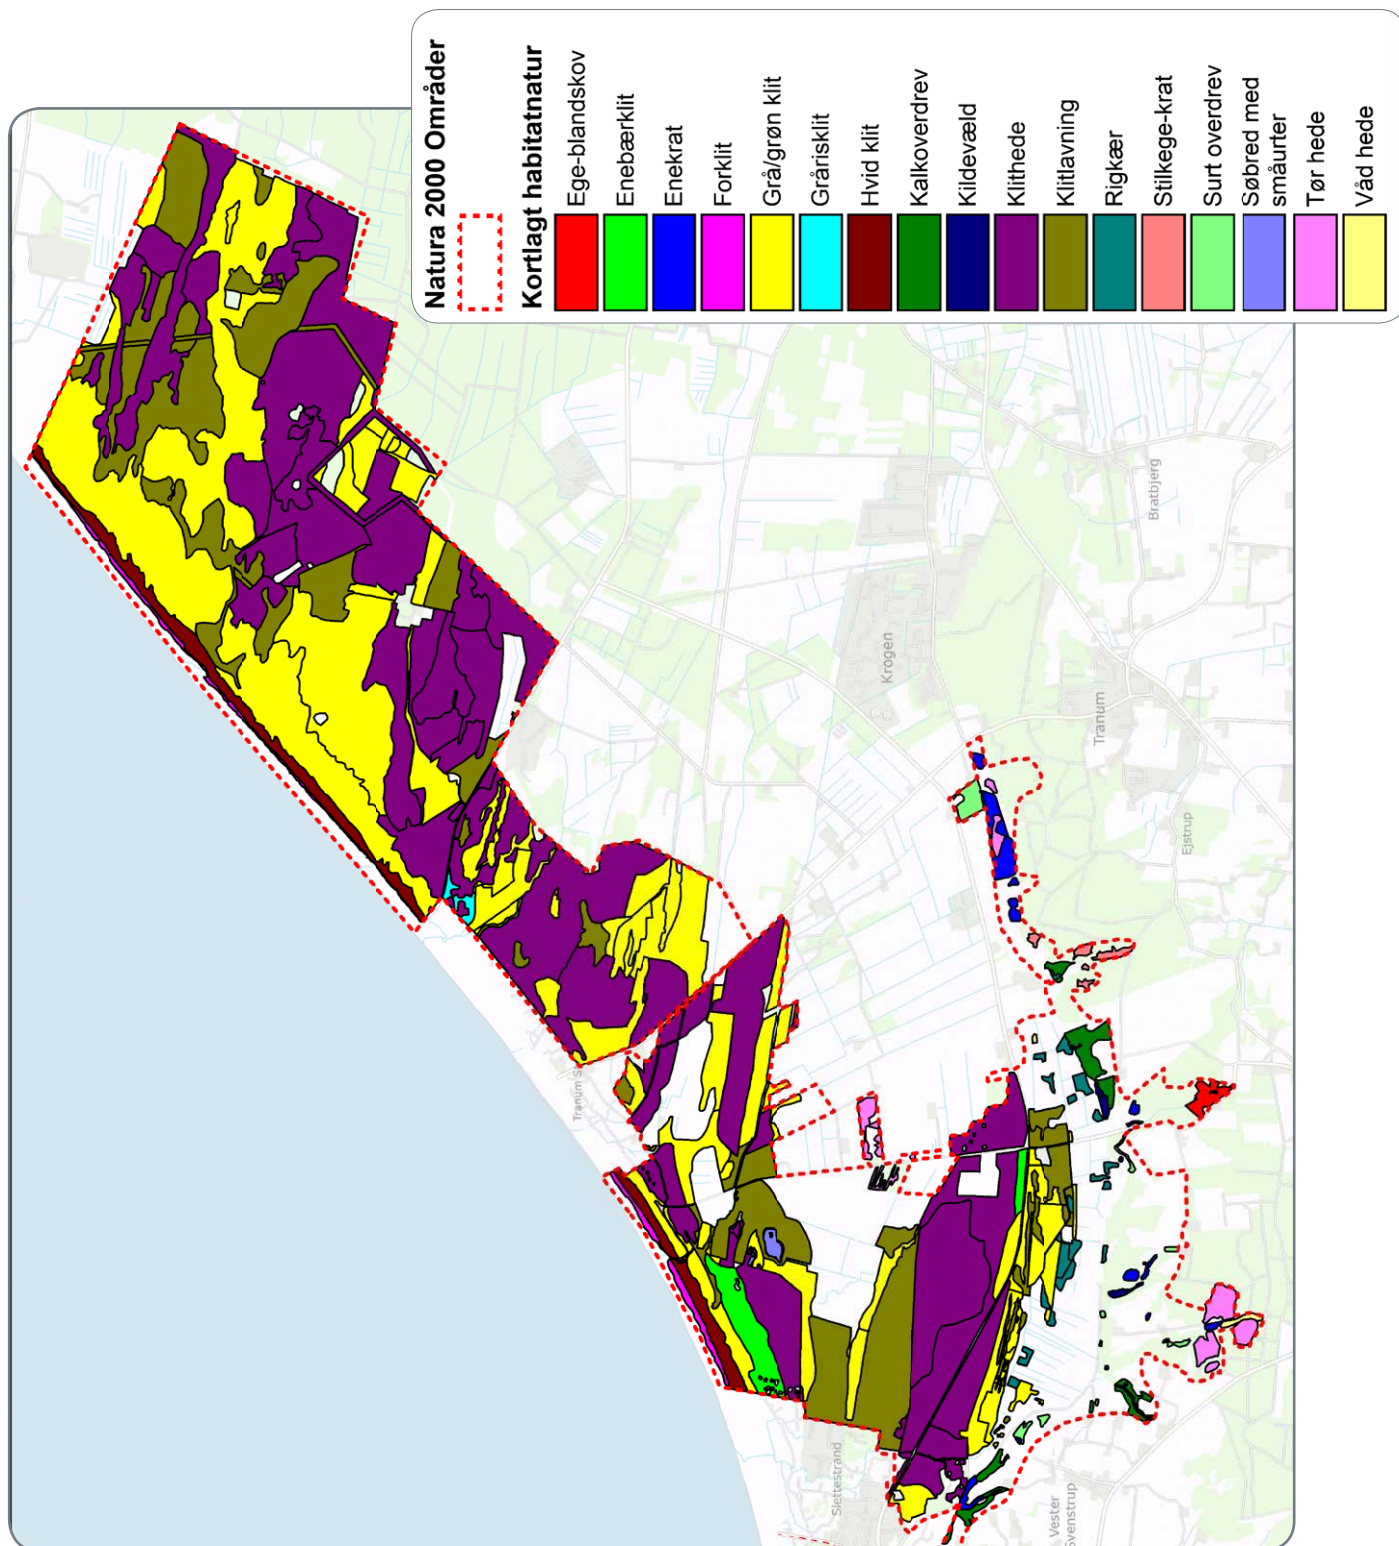 Natura 2000 Områder
Kortlagt habitatnatur
Ege-blandskov
Enebærklit
Enekrat
Forklit
Grå/grøn klit
Grårisklit
Hvid klit
Kalkoverdrev
Kildevæld
Klithede
Klitlavning
Rigkær
Stilkege-krat
Surt overdrev
Søbred med
småurter
Tør hede
Våd hede
Bratbjerg
Krogen
Tranum
Ejstrup
Tranum S
Slettestrand
Vester
Svenstrup